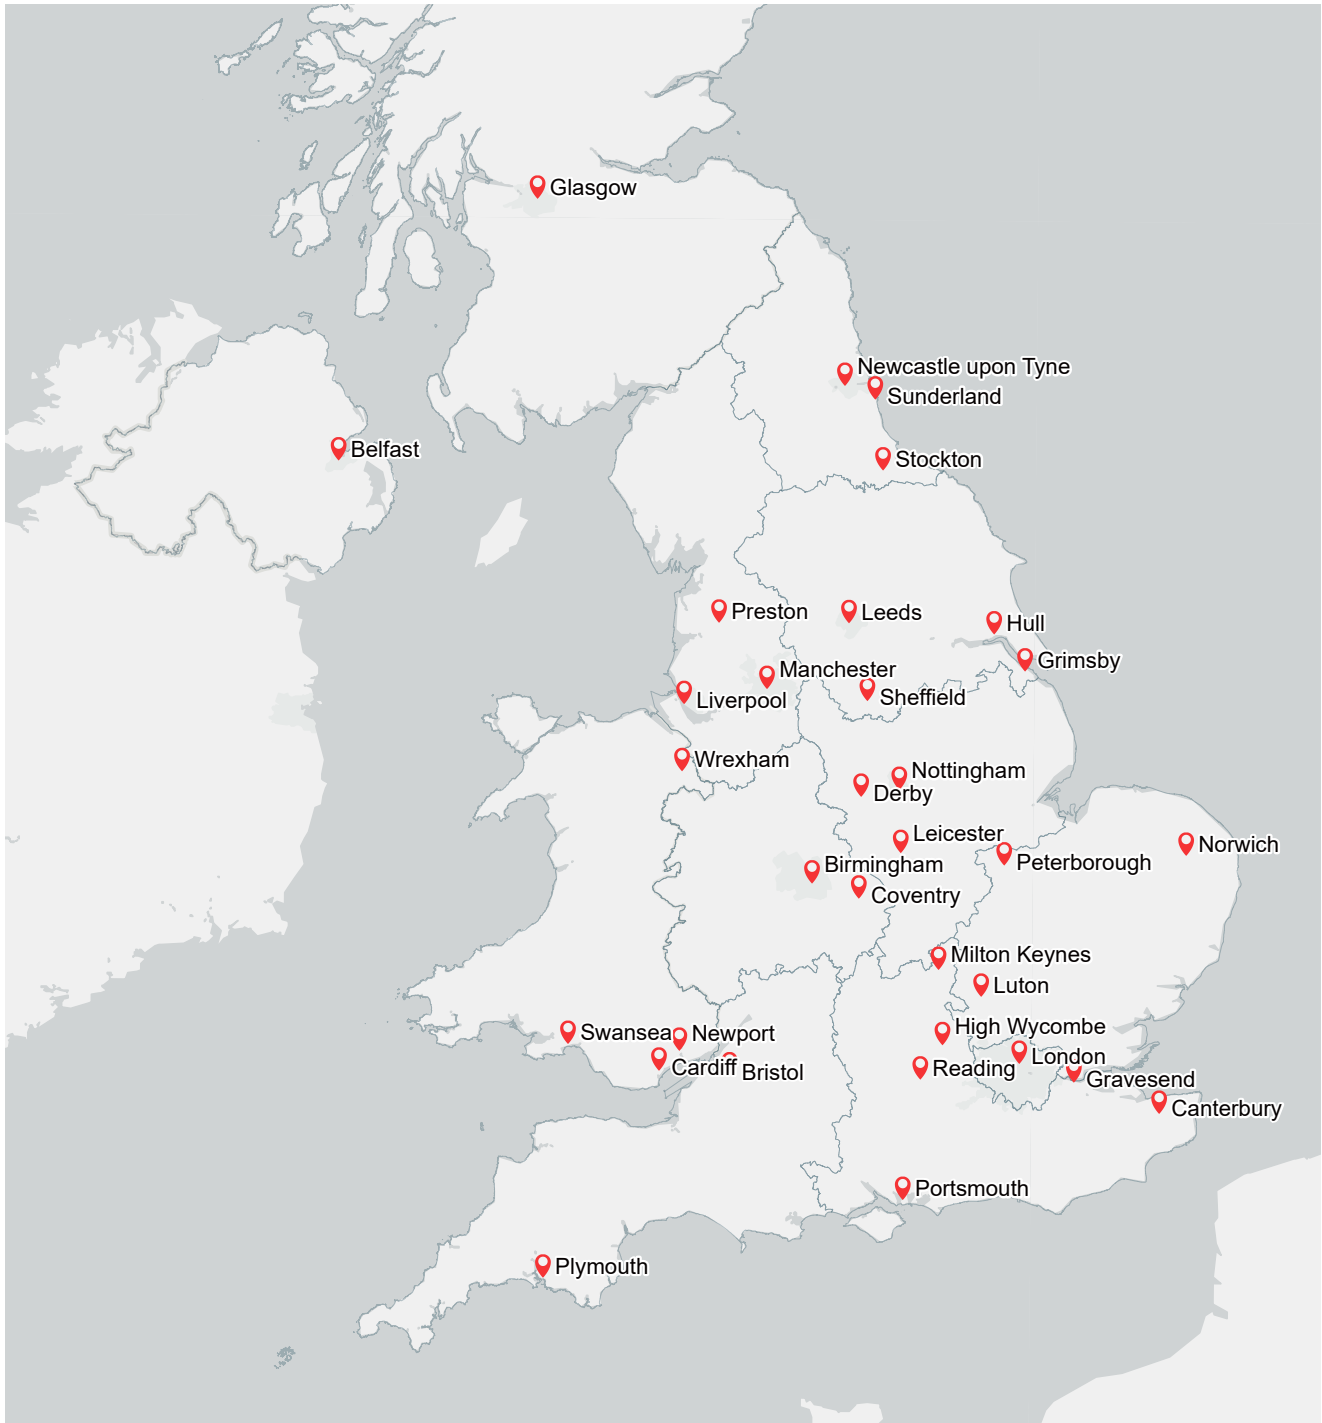 Glasgow
Newcastle upon Tyne
Sunderland
Belfast
Stockton
Preston
Leeds
Hull
Grimsby
Manchester
Sheffield
Liverpool
Wrexham
Nottingham
Derby
Leicester
Norwich
Peterborough
Birmingham
Coventry
Milton Keynes
Luton
High Wycombe
Swansea
Newport
London
Cardiff
Bristol
Reading
Gravesend
Canterbury
Portsmouth
Plymouth